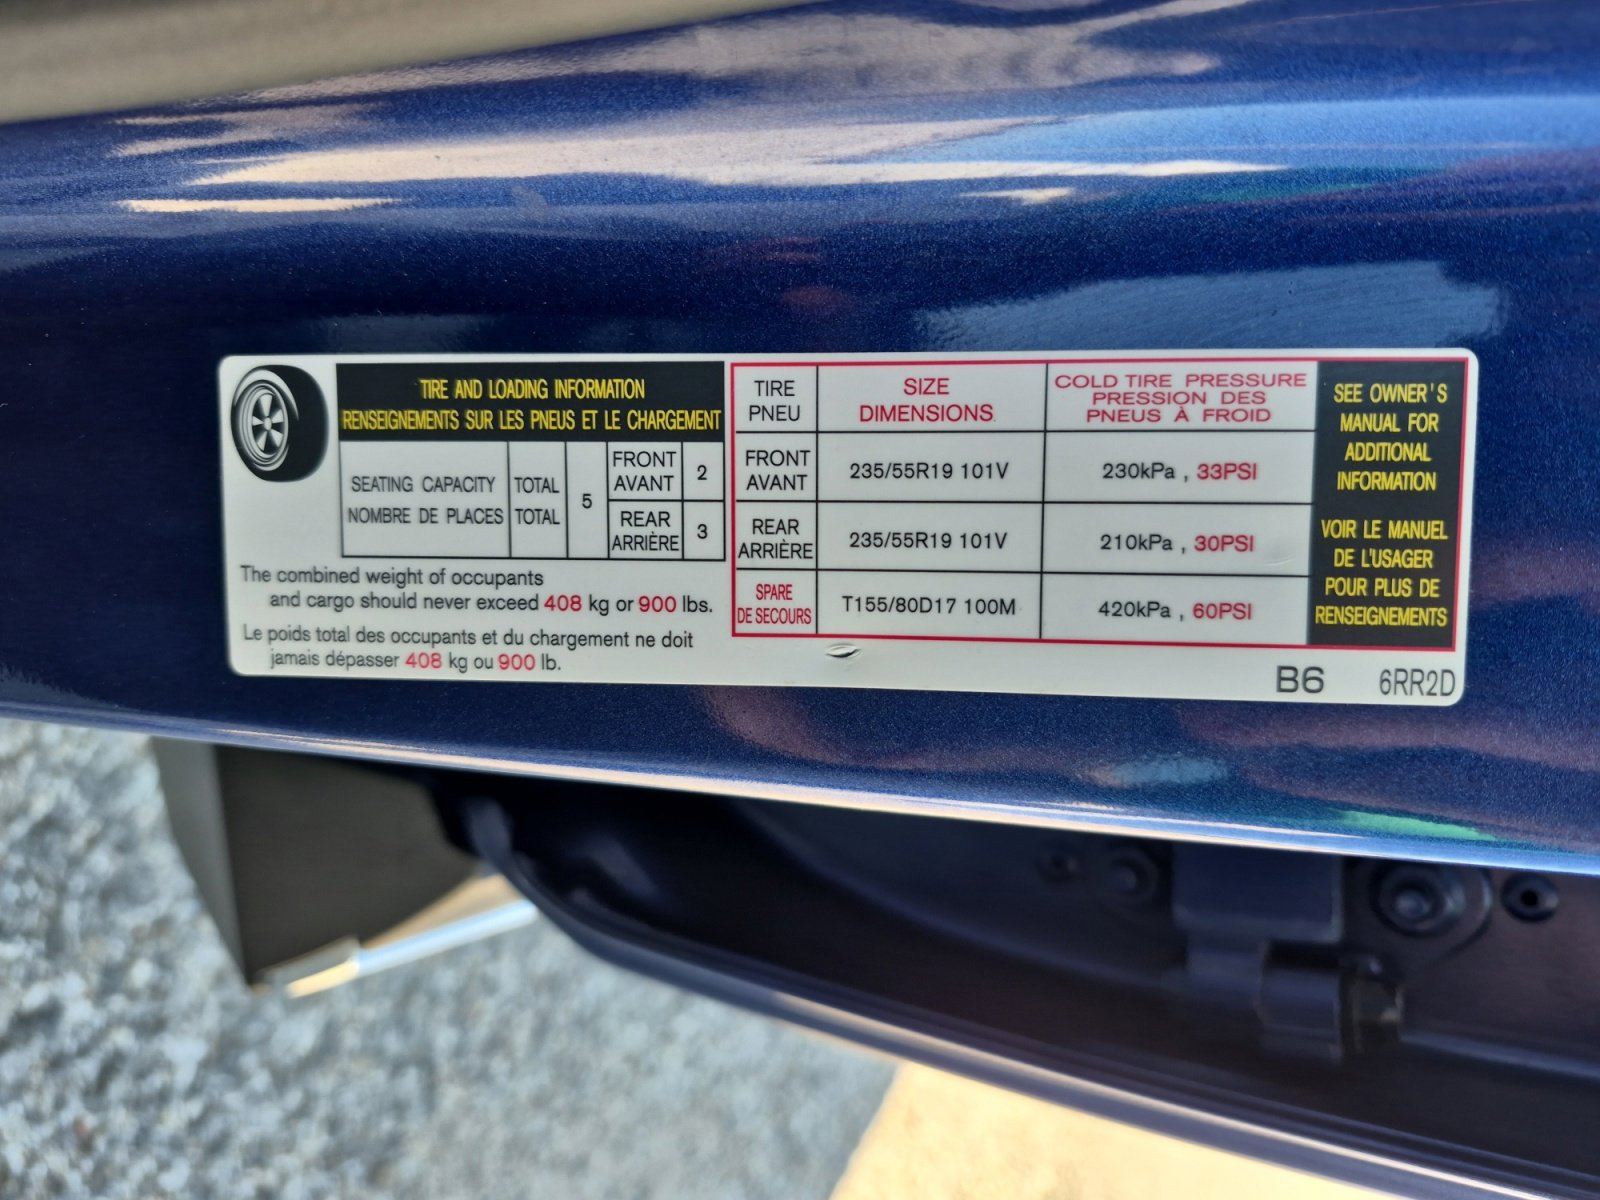 TIRE AND LOADING INFORMATION
RENSEIGNEMENTS SUR LES PNEUS ET LE CHARGEMENT
SEATING CAPACITY
NOMBRE DE PLACES
TOTAL
TOTAL
5
FRONT
AVANT
2
REAR
ARRIÈRE
3
The combined weight of occupants
and cargo should never exceed 408 kg or 900 lbs.
Le poids total des occupants et du chargement ne doit
jamais dépasser 408 kg ou 900 lb.
TIRE
PNEU
SIZE
DIMENSIONS
COLD TIRE PRESSURE
PRESSION DES
PNEUS À FROID
FRONT
AVANT
235/55R19 101V
230kPa , 33PSI
REAR
ARRIÈRE
235/55R19 101V
210kPa , 30PSI
SPARE
DE SECOURS
T155/80D17 100M
420kPa , 60PSI
SEE OWNER'S
MANUAL FOR
ADDITIONAL
INFORMATION
VOIR LE MANUEL
DE L'USAGER
POUR PLUS DE
RENSEIGNEMENTS
B6 6RR2D